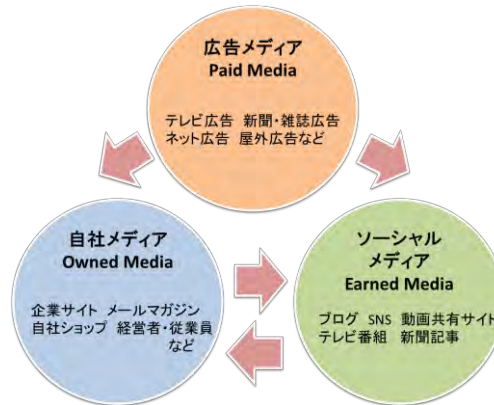 広告メディア
Paid Media
テレビ広告 新聞・雑誌広告
ネット広告 屋外広告など
自社メディア
Owned Media
企業サイト メールマガジン
自社ショップ 経営者・従業員
など
ソーシャル
メディア
Earned Media
ブログ SNS 動画共有サイト
テレビ番組 新聞記事